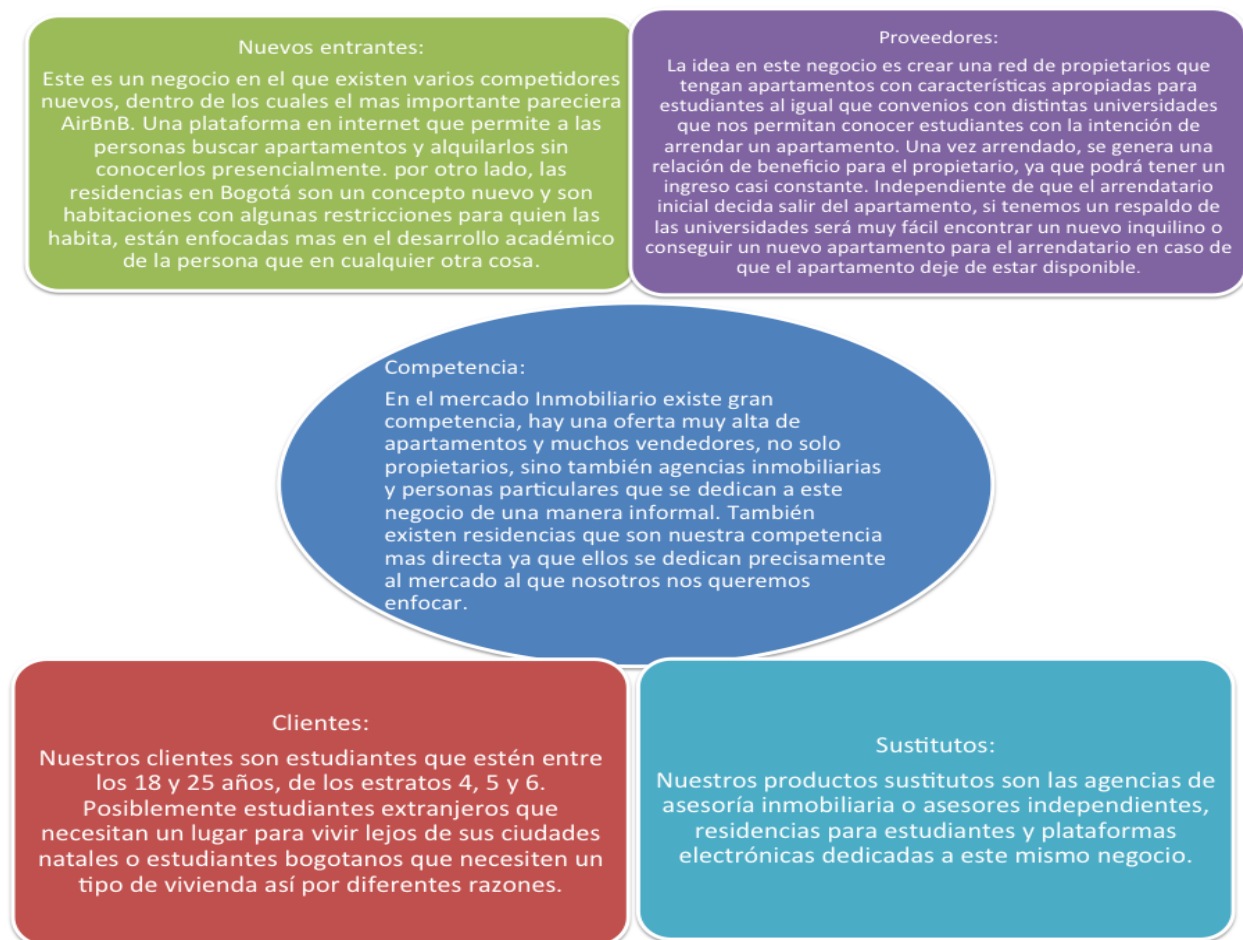 Nuevos entrantes:
Este es un negocio en el que existen varios competidores
nuevos, dentro de los cuales el mas importante pareciera
AirBnB. Una plataforma en internet que permite a las
personas buscar apartamentos y alquilarlos sin
conocerlos presencialmente. por otro lado, las
residencias en Bogotá son un concepto nuevo y son
habitaciones con algunas restricciones para quien las
habita, están enfocadas mas en el desarrollo académico
de la persona que en cualquier otra cosa.
Proveedores:
La idea en este negocio es crear una red de propietarios que
tengan apartamentos con características apropiadas para
estudiantes al igual que convenios con distintas universidades
que nos permitan conocer estudiantes con la intención de
arrendar un apartamento. Una vez arrendado, se genera una
relación de beneficio para el propietario, ya que podrá tener un
ingreso casi constante. Independiente de que el arrendatario
inicial decida salir del apartamento, si tenemos un respaldo de
las universidades será muy fácil encontrar un nuevo inquilino o
conseguir un nuevo apartamento para el arrendatario en caso de
que el apartamento deje de estar disponible.
Competencia:
En el mercado Inmobiliario existe gran
competencia, hay una oferta muy alta de
apartamentos y muchos vendedores, no solo
propietarios, sino también agencias inmobiliarias
y personas particulares que se dedican a este
negocio de una manera informal. También
existen residencias que son nuestra competencia
mas directa ya que ellos se dedican precisamente
al mercado al que nosotros nos queremos
enfocar.
Clientes:
Nuestros clientes son estudiantes que estén entre
los 18 y 25 años, de los estratos 4, 5 y 6.
Posiblemente estudiantes extranjeros que
necesitan un lugar para vivir lejos de sus ciudades
natales o estudiantes bogotanos que necesiten un
tipo de vivienda así por diferentes razones.
Sustitutos:
Nuestros productos sustitutos son las agencias de
asesoría inmobiliaria o asesores independientes,
residencias para estudiantes y plataformas
electrónicas dedicadas a este mismo negocio.